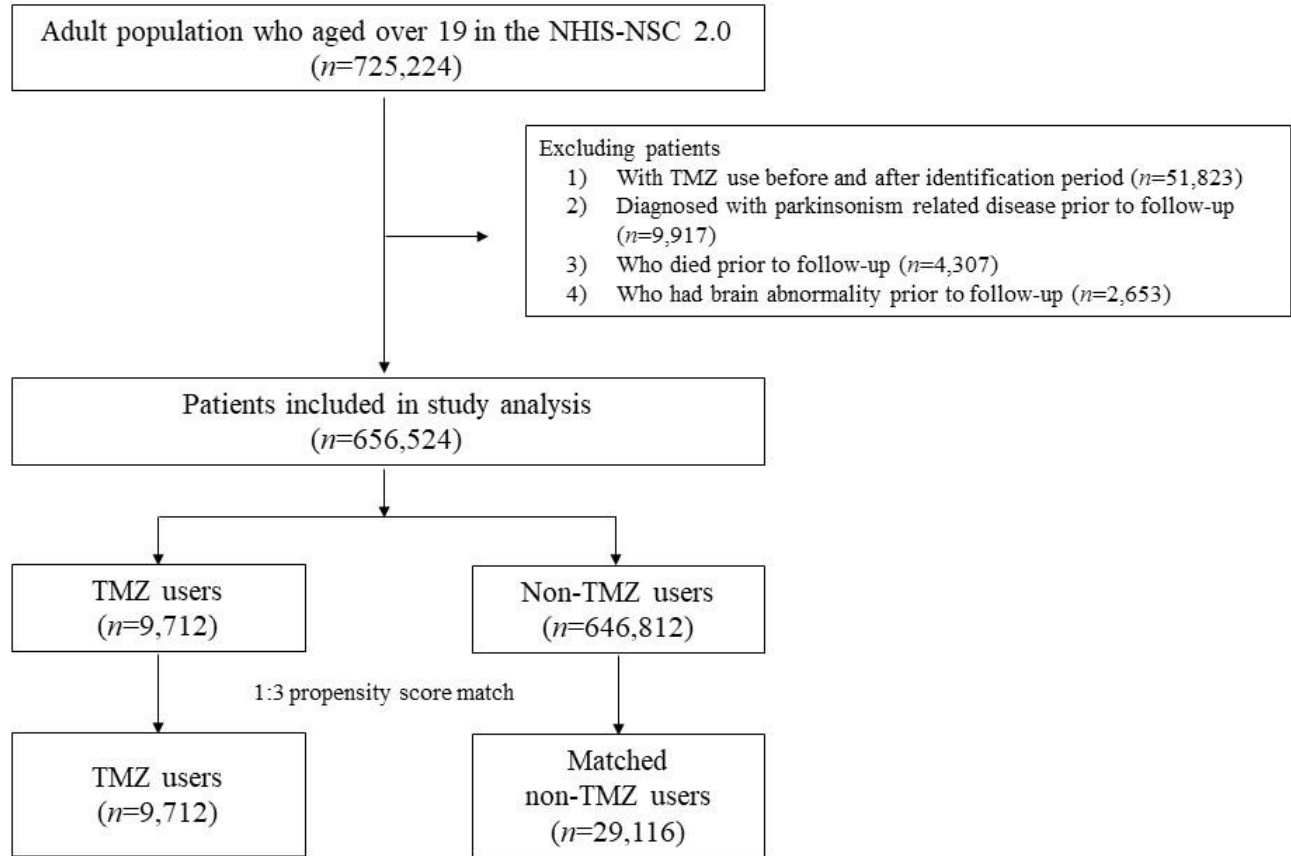 Adult population who aged over 19 in the NHIS-NSC 2.0
(n=725,224)
Excluding patients
1) With TMZ use before and after identification period (n=51,823)
2) Diagnosed with parkinsonism related disease prior to follow-up
(n=9,917)
3) Who died prior to follow-up (n=4,307)
4) Who had brain abnormality prior to follow-up (n=2,653)
Patients included in study analysis
(n=656,524)
TMZ users
(n=9,712)
Non-TMZ users
(n=646,812)
1:3 propensity score match
TMZ users
(n=9,712)
Matched
non-TMZ users
(n=29,116)